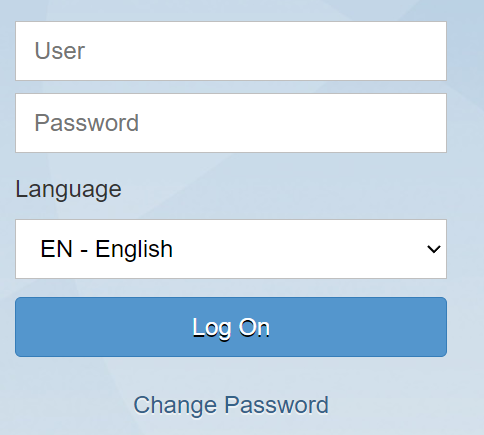 User
Password
Language
EN - English
Log On
Change Password